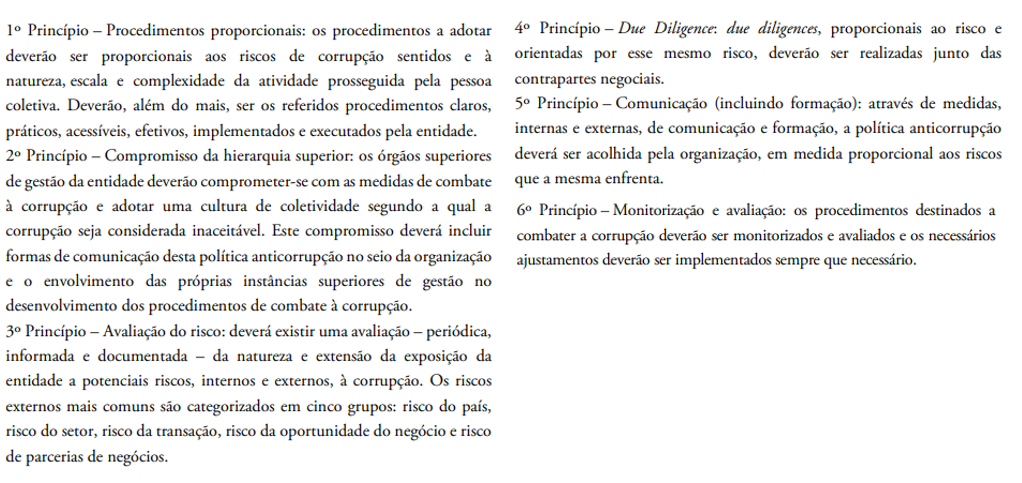 1º Princípio – Procedimentos proporcionais: os procedimentos a adotar
deverão ser proporcionais aos riscos de corrupção sentidos e à
natureza, escala e complexidade da atividade prosseguida pela pessoa
coletiva. Deverão, além do mais, ser os referidos procedimentos claros,
práticos, acessíveis, efetivos, implementados e executados pela entidade.
2º Princípio – Compromisso da hierarquia superior: os órgãos superiores
de gestão da entidade deverão comprometer-se com as medidas de combate
à corrupção e adotar uma cultura de coletividade segundo a qual a
corrupção seja considerada inaceitável. Este compromisso deverá incluir
formas de comunicação desta política anticorrupção no seio da organização
e o envolvimento das próprias instâncias superiores de gestão no
desenvolvimento dos procedimentos de combate à corrupção.
3º Princípio – Avaliação do risco: deverá existir uma avaliação – periódica,
informada e documentada – da natureza e extensão da exposição da
entidade a potenciais riscos, internos e externos, à corrupção. Os riscos
externos mais comuns são categorizados em cinco grupos: risco do país,
risco do setor, risco da transação, risco da oportunidade do negócio e risco
de parcerias de negócios.
4º Princípio – Due Diligence: due diligences, proporcionais ao risco e
orientadas por esse mesmo risco, deverão ser realizadas junto das
contrapartes negociais.
5º Princípio – Comunicação (incluindo formação): através de medidas,
internas e externas, de comunicação e formação, a política anticorrupção
deverá ser acolhida pela organização, em medida proporcional aos riscos
que a mesma enfrenta.
6º Princípio – Monitorização e avaliação: os procedimentos destinados a
combater a corrupção deverão ser monitorizados e avaliados e os necessários
ajustamentos deverão ser implementados sempre que necessário.